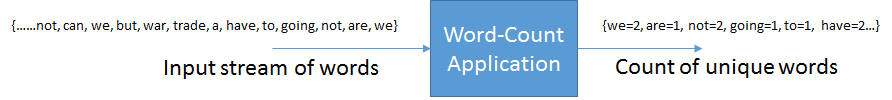 {......not, can, we, but, war, trade, a, have, to, going, not, are, we}
Input stream of words
Word-Count
Application
{we=2, are=1, not=2, going=1, to=1, have=2...}
Count of unique words